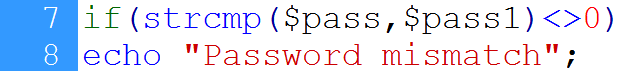 7 if(strcmp($pass,$pass1)<>0)
8 echo "Password mismatch";